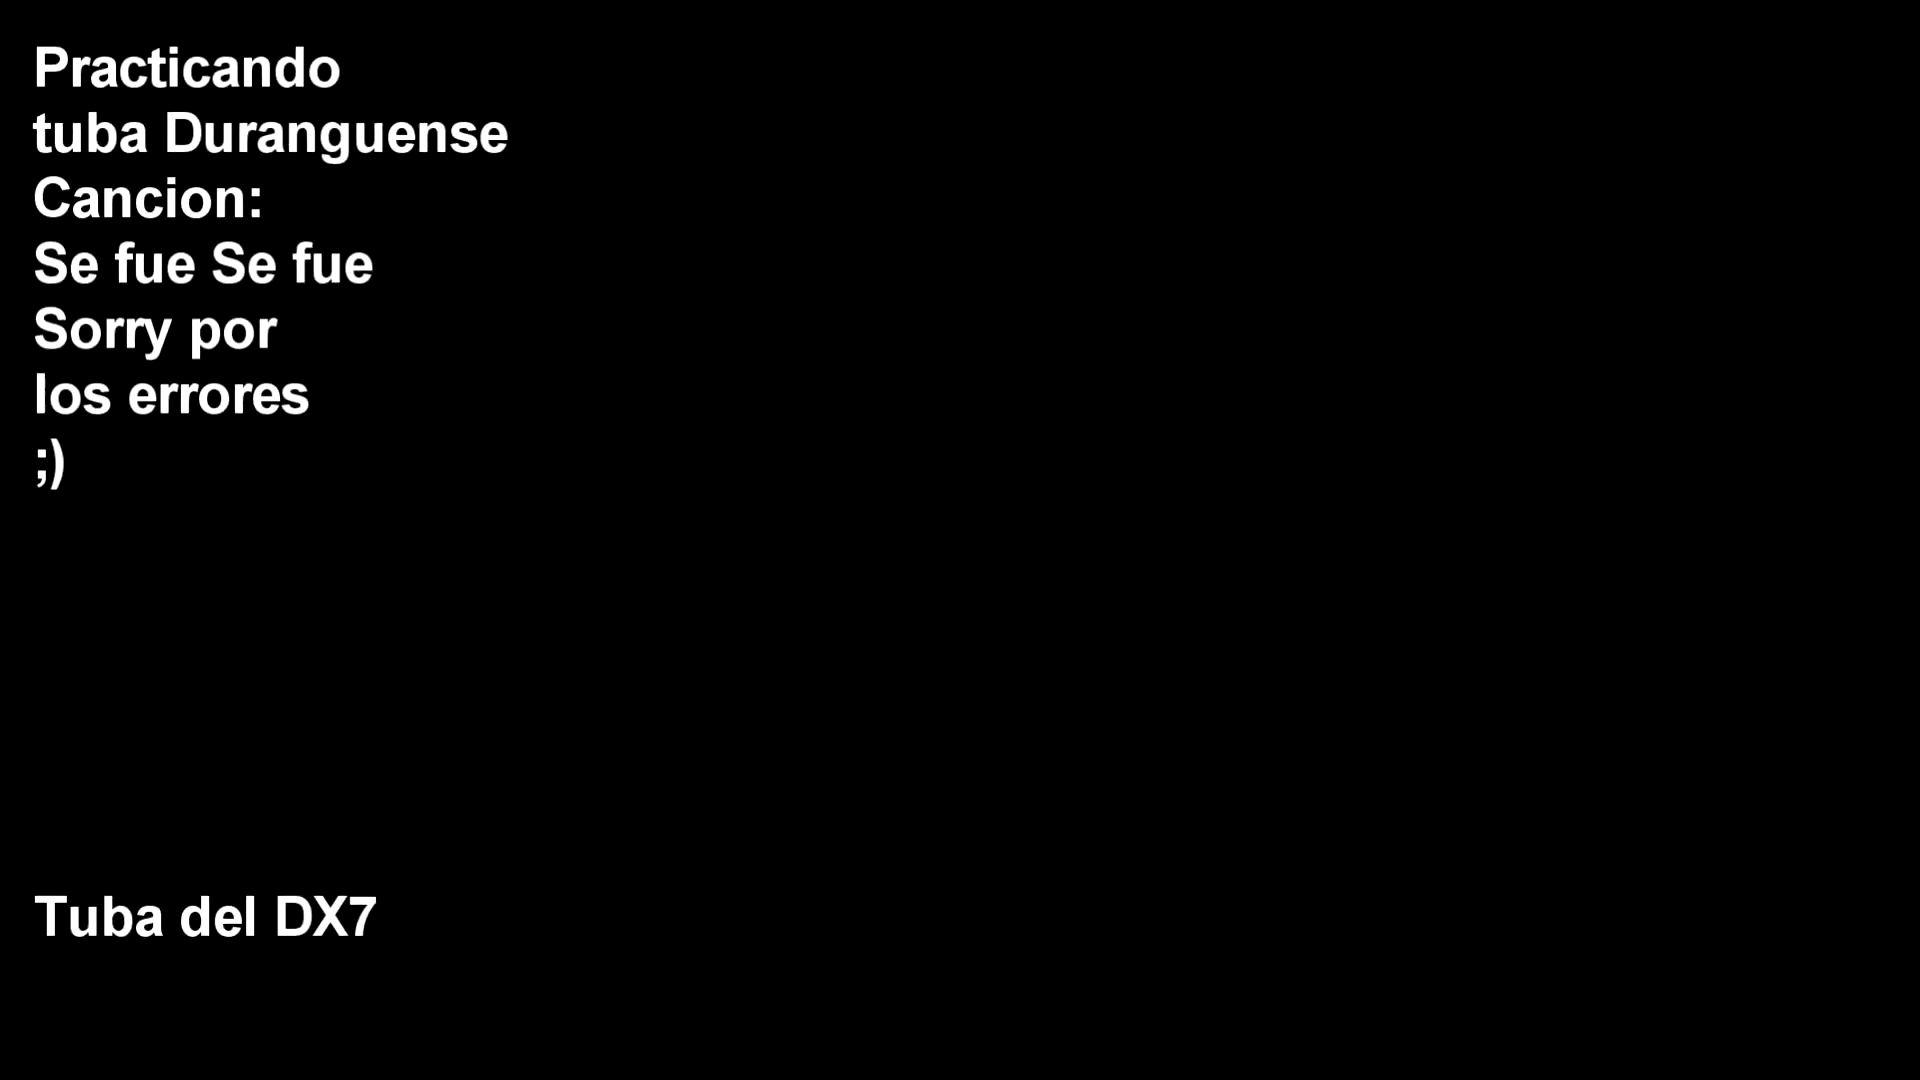 Practicando
tuba Duranguense
Cancion:
Se fue Se fue
Sorry por
los errores
;)
Tuba del DX7